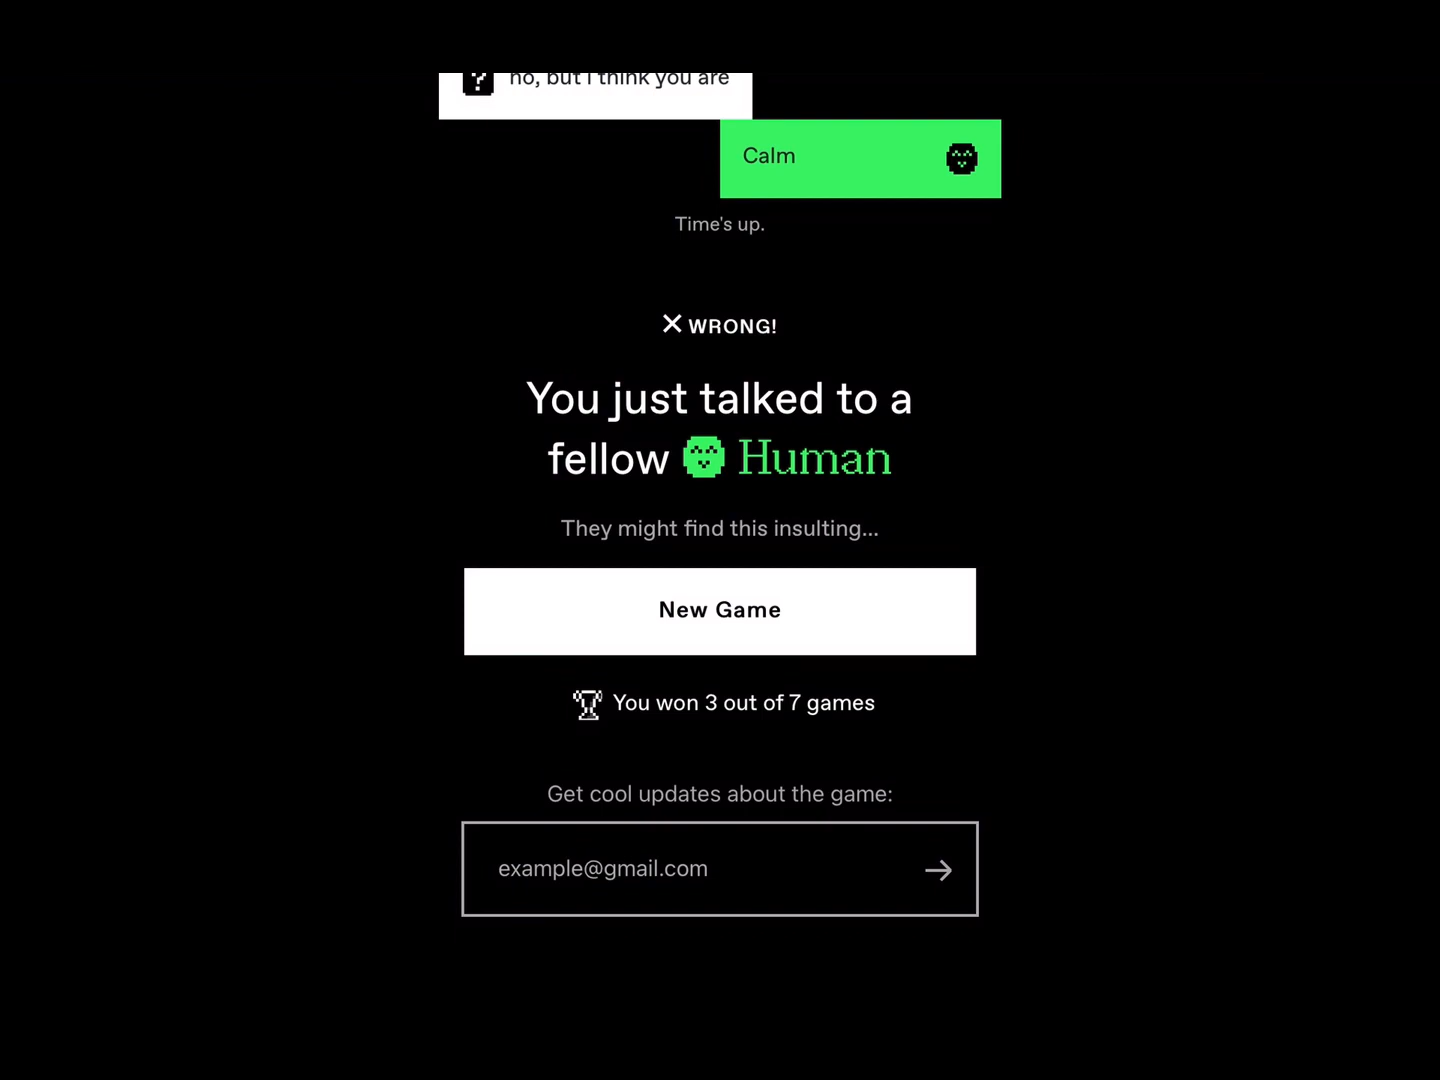 no, but I think you are
Calm
Time's up.
WRONG!
You just talked to a
fellow Human
They might find this insulting...
New Game
You won 3 out of 7 games
Get cool updates about the game:
example@gmail.com